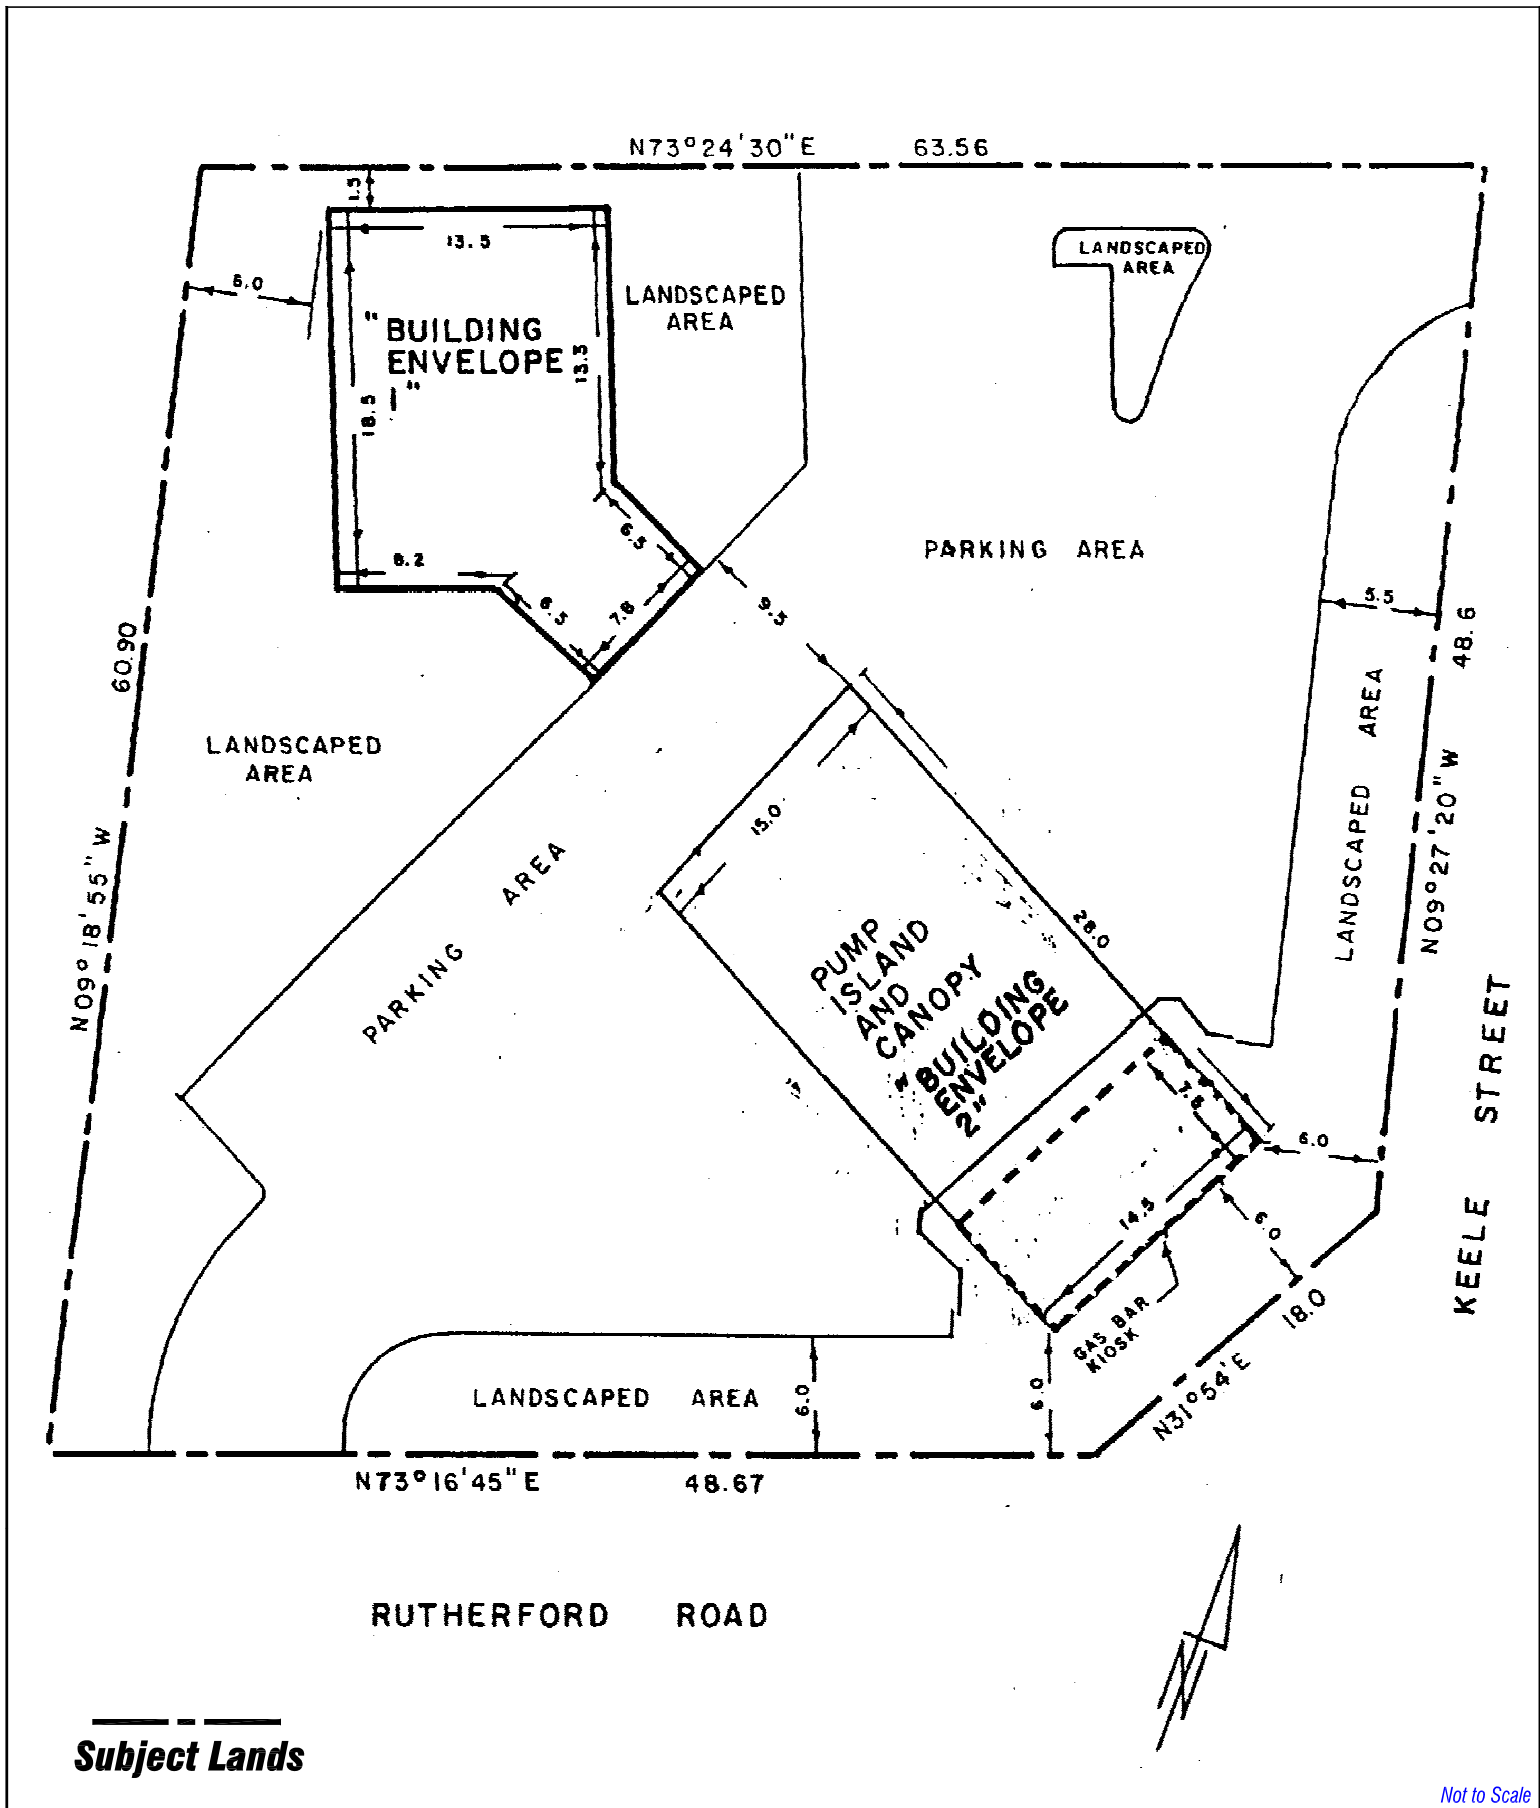 N73°24'30"E 63.56
1.5
13.5
6.0
LANDSCAPED
AREA
LANDSCAPED
AREA
"BUILDING
ENVELOPE
1"
13.3
18.5
6.5
8.2
6.5
7.8
9.5
PARKING AREA
5.5
48.6
60.90
LANDSCAPED
AREA
LANDSCAPED AREA
N09°27'20"W
N09°18'55"W
15.0
PARKING AREA
28.0
PUMP
ISLAND
AND
CANOPY
"BUILDING
ENVELOPE
2"
KEELE STREET
6.0
14.5
6.0
GAS BAR
KIOSK
18.0
N31°54'E
6.0
LANDSCAPED AREA
6.0
N73°16'45"E 48.67
RUTHERFORD ROAD
Subject Lands
Not to Scale